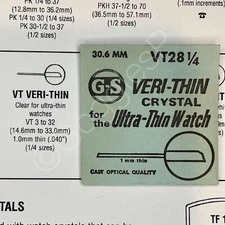 PK 1/4 to 37
(12.8mm to 36.2mm)
PK 1/4 to 34
(1/2 sizes)
PK 30-1/2 to 37
(1/2 sizes)
PKH 37-1/2 to 70
(36.5mm to 57.1mm)
(1/2 sizes)
(.1mm increments)
VT VERI-THIN
Clear for ultra-thin
watches
VT 3 to 32
(14.6mm to 33.0mm)
1.0mm thin (.040")
(1/4 sizes)
30.6 MM VT28 1/4
G-S VERI-THIN
CRYSTAL
for the Ultra-Thin Watch
1 mm thin
CAST OPTICAL QUALITY
TALS
TF 1